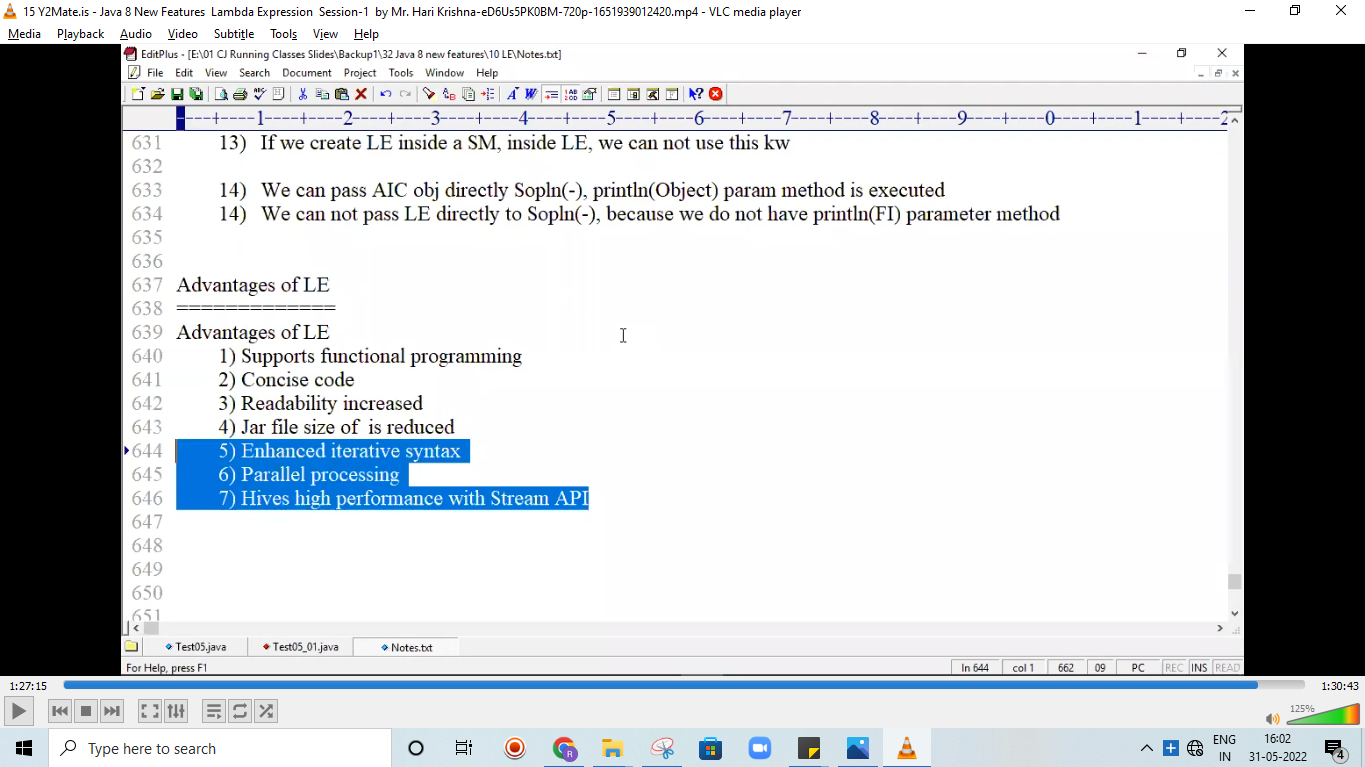 15 Y2Mate.is - Java 8 New Features  Lambda Expression  Session-1  by Mr. Hari Krishna-eD6Us5PK0BM-720p-1651939012420.mp4 - VLC media player
Media Playback Audio Video Subtitle Tools View Help
EditPlus - [E:\01 CJ Running Classes Slides\Backup1\32 Java 8 new features\10 LE\Notes.txt]
File Edit View Search Document Project Tools Window Help
----+----1----+----2----+----3----+----4----+----5----+----6----+----7----+----8----+----9----+----0----+----1----+----2
631 13) If we create LE inside a SM, inside LE, we can not use this kw
632
633 14) We can pass AIC obj directly Sopln(-), println(Object) param method is executed
634 14) We can not pass LE directly to Sopln(-), because we do not have println(FI) parameter method
635
636
637 Advantages of LE
638 =============
639 Advantages of LE
640 1) Supports functional programming
641 2) Concise code
642 3) Readability increased
643 4) Jar file size of  is reduced
644 5) Enhanced iterative syntax
645 6) Parallel processing
646 7) Hives high performance with Stream API
647
648
649
650
651
Test05.java Test05_01.java Notes.txt
For Help, press F1 ln 644 col 1 662 09 PC REC INS READ
1:27:15 1:30:43
125%
Type here to search
ENG 16:02
IN 31-05-2022 4